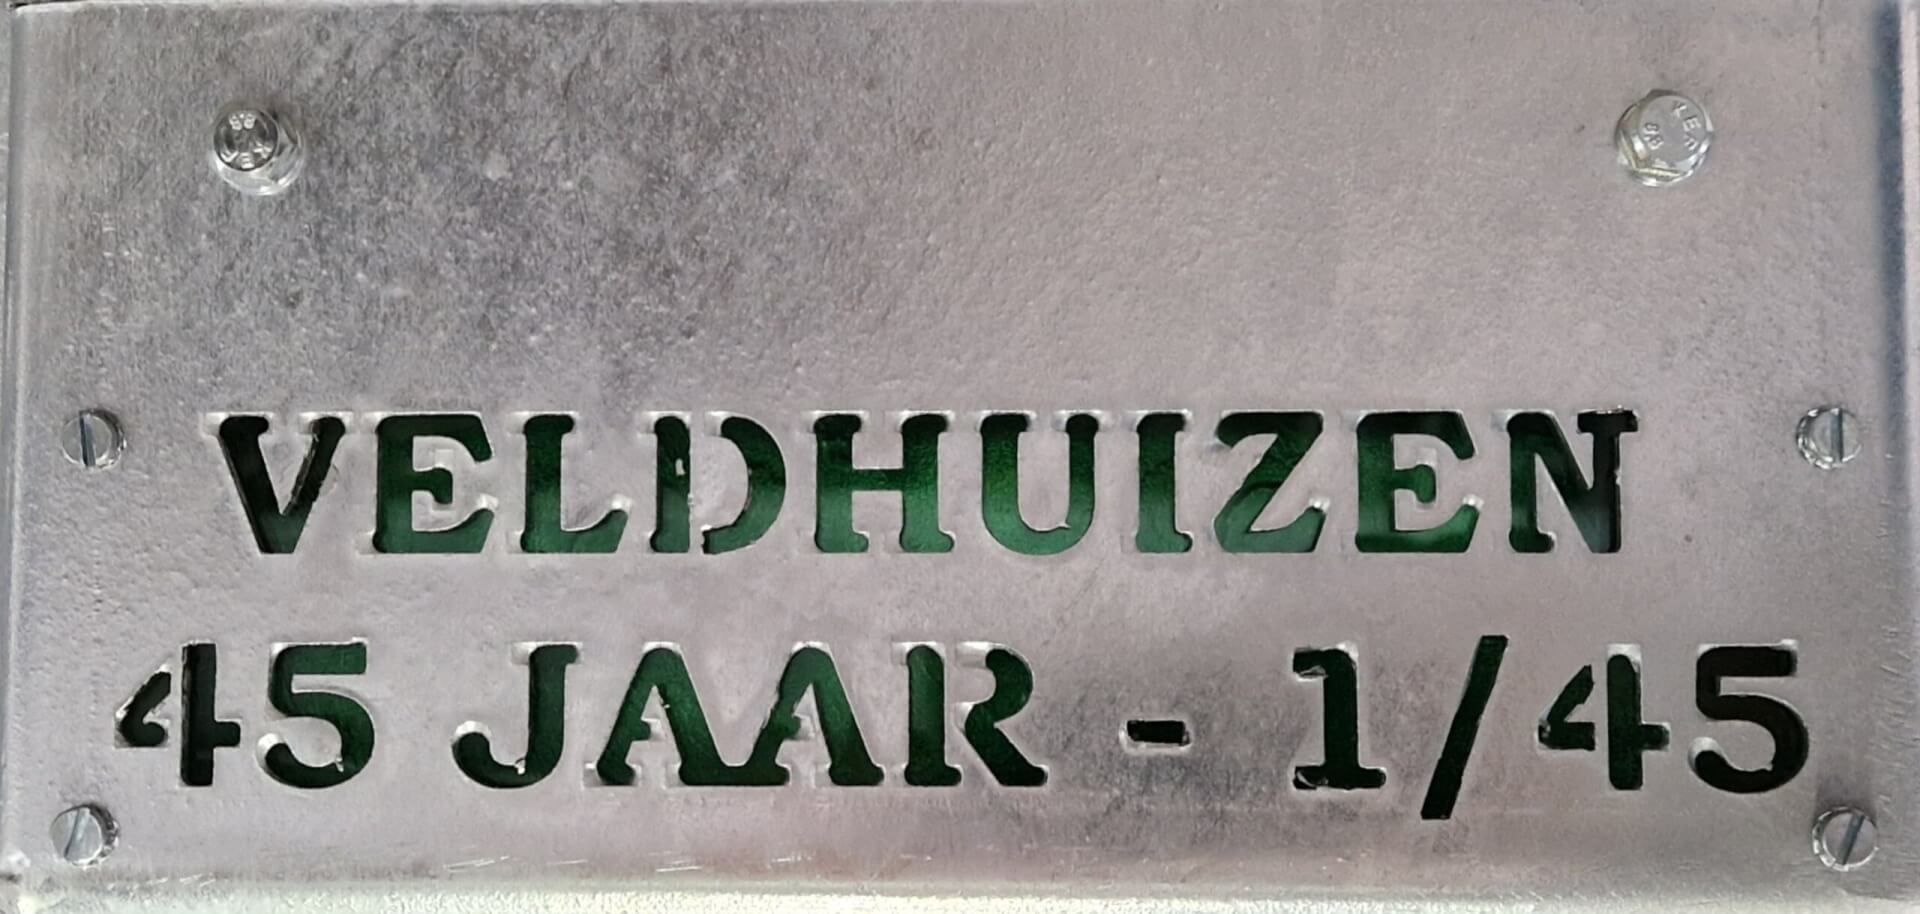 VELDHUIZEN
45 JAAR - 1/45